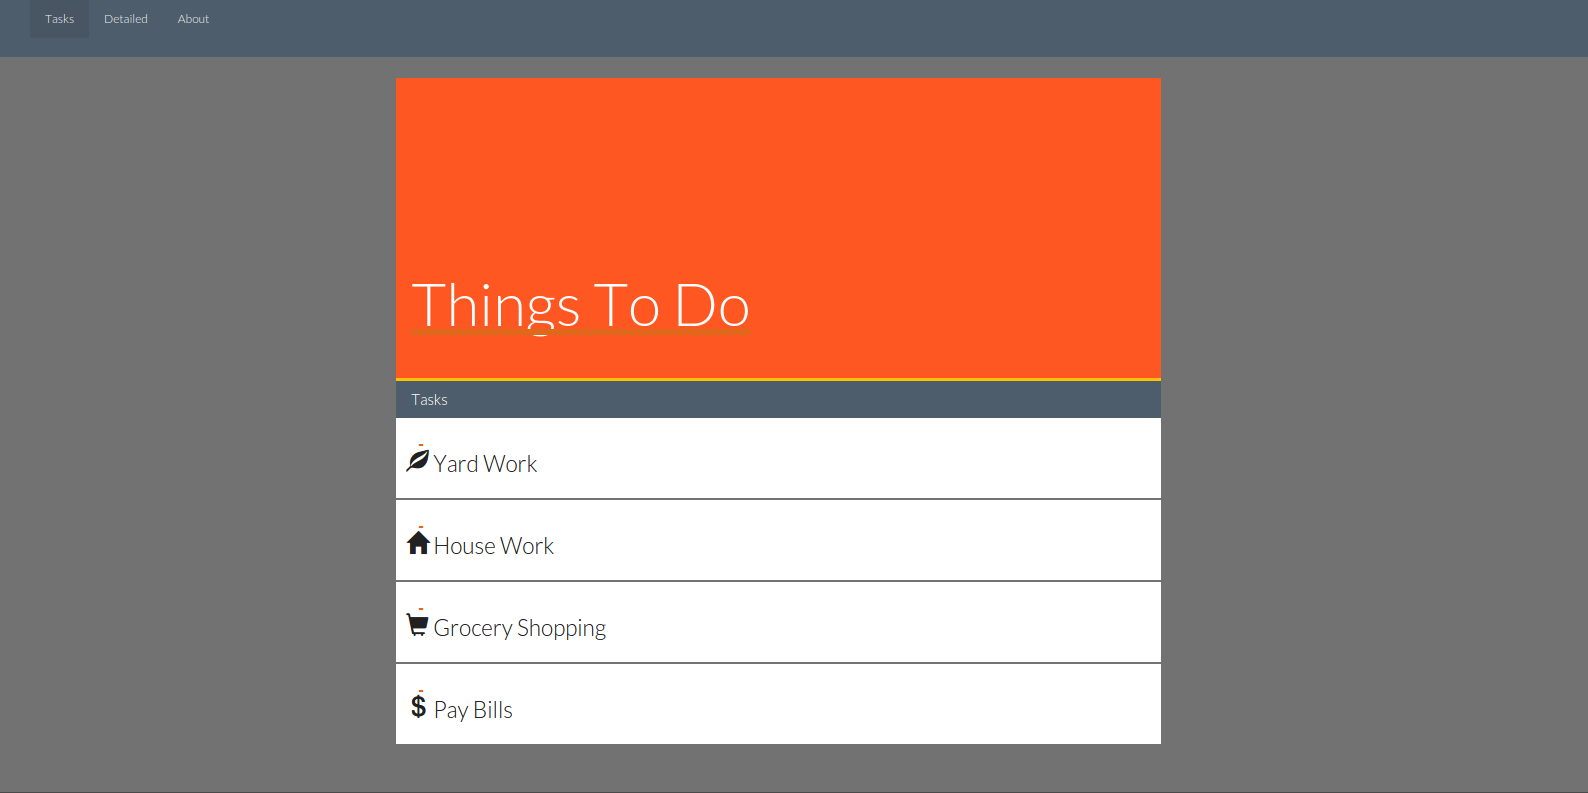 Tasks Detailed About
Things To Do
Tasks
Yard Work
House Work
Grocery Shopping
$ Pay Bills